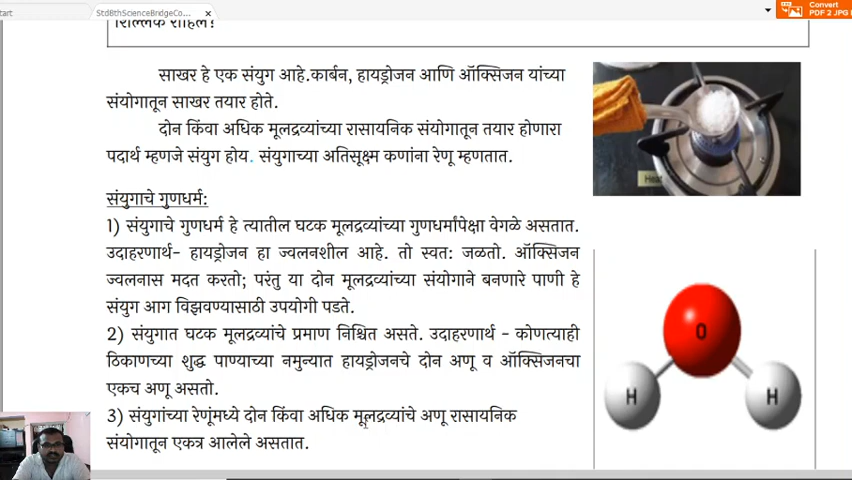 tart
Std8thScienceBridgeCo...
Convert
PDF 2 JPG
शिल्लक राहिल?
साखर हे एक संयुग आहे.कार्बन, हायड्रोजन आणि ऑक्सिजन यांच्या
संयोगातून साखर तयार होते.
दोन किंवा अधिक मूलद्रव्यांच्या रासायनिक संयोगातून तयार होणारा
पदार्थ म्हणजे संयुग होय. संयुगाच्या अतिसूक्ष्म कणांना रेणू म्हणतात.
Heat
संयुगाचे गुणधर्म:
1) संयुगाचे गुणधर्म हे त्यातील घटक मूलद्रव्यांच्या गुणधर्मांपेक्षा वेगळे असतात.
उदाहरणार्थ- हायड्रोजन हा ज्वलनशील आहे. तो स्वत: जळतो. ऑक्सिजन
ज्वलनास मदत करतो; परंतु या दोन मूलद्रव्यांच्या संयोगाने बनणारे पाणी हे
संयुग आग विझवण्यासाठी उपयोगी पडते.
2) संयुगात घटक मूलद्रव्यांचे प्रमाण निश्चित असते. उदाहरणार्थ - कोणत्याही
ठिकाणच्या शुद्ध पाण्याच्या नमुन्यात हायड्रोजनचे दोन अणू व ऑक्सिजनचा
एकच अणू असतो.
3) संयुगांच्या रेणूंमध्ये दोन किंवा अधिक मूलद्रव्यांचे अणू रासायनिक
संयोगातून एकत्र आलेले असतात.
O
H H